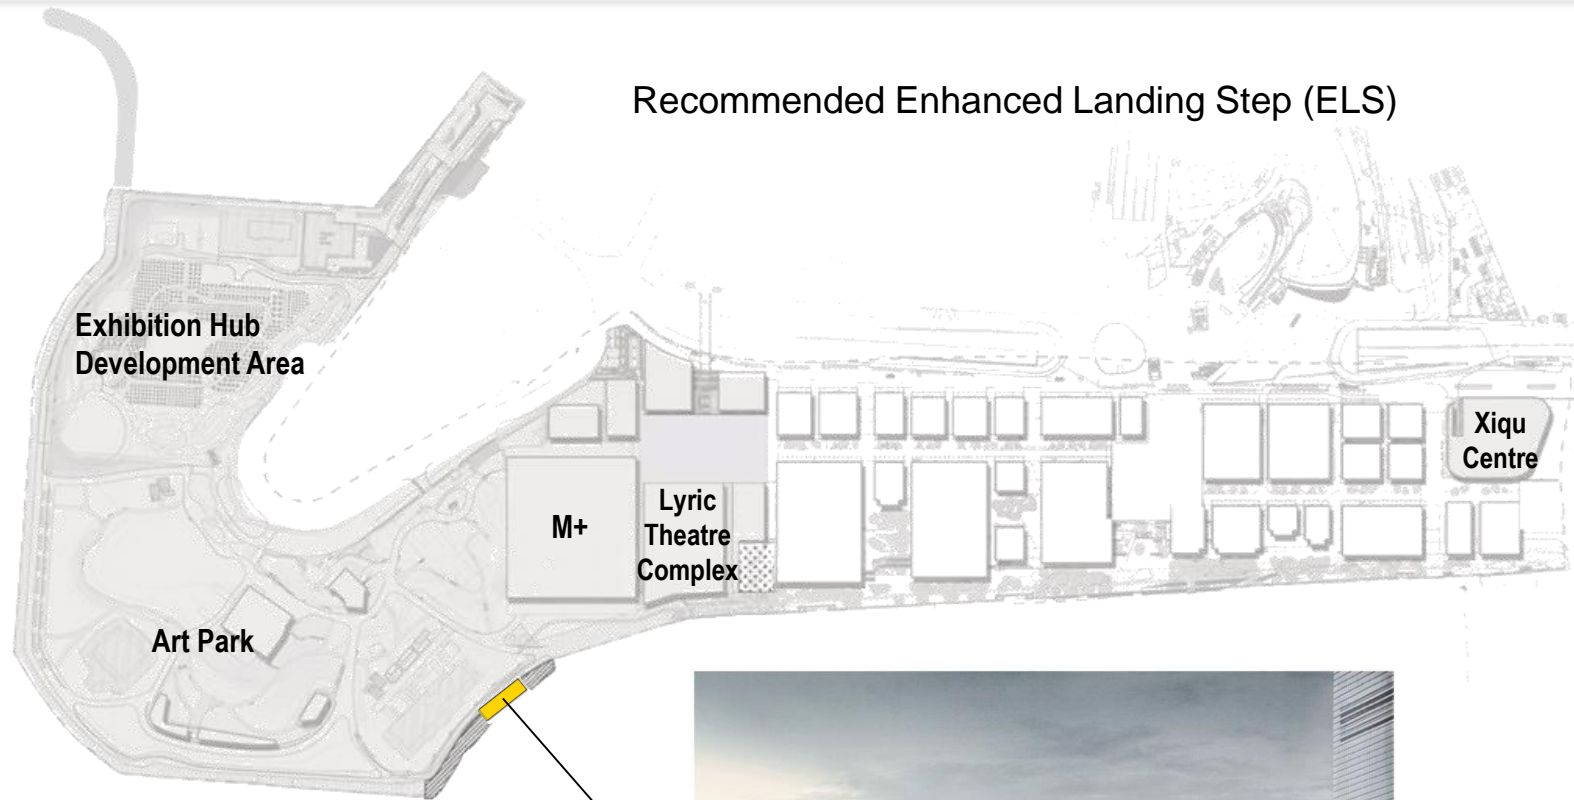 Recommended Enhanced Landing Step (ELS)
Exhibition Hub
Development Area
Xiqu
Centre
M+
Lyric
Theatre
Complex
Art Park